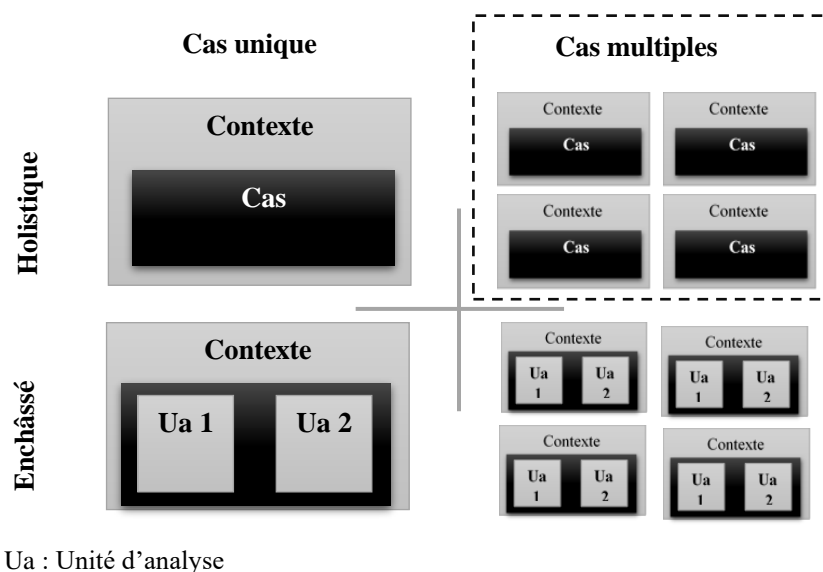 Cas unique
Cas multiples
Holistique
Contexte
Cas
Contexte
Cas
Contexte
Cas
Contexte
Cas
Contexte
Cas
Enchâssé
Contexte
Ua 1
Ua 2
Contexte
Ua
1
Ua
2
Contexte
Ua
1
Ua
2
Contexte
Ua
1
Ua
2
Contexte
Ua
1
Ua
2
Ua : Unité d'analyse